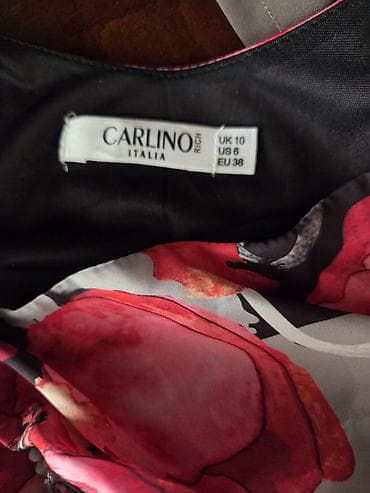 CARLINO
RICH
ITALIA
UK 10
US 6
EU 38